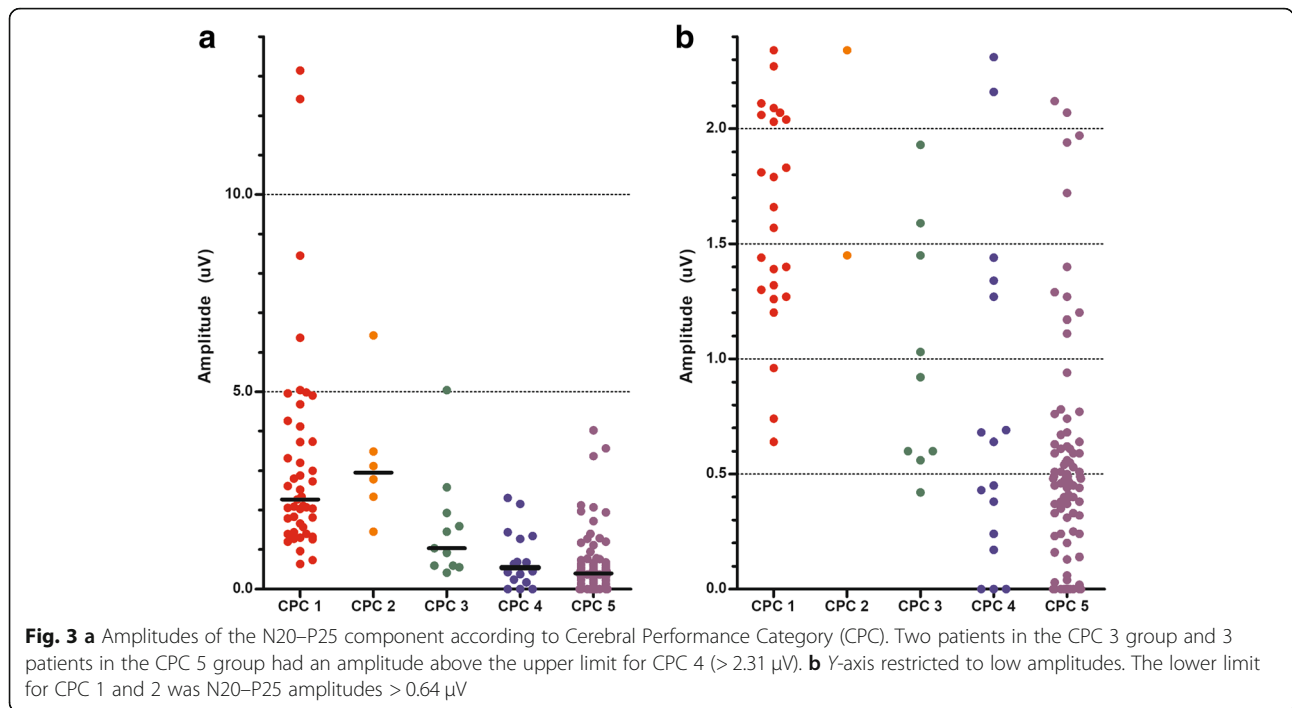 a
b
Amplitude (uV)
10.0
5.0
0.0
CPC 1 CPC 2 CPC 3 CPC 4 CPC 5
Amplitude (uV)
2.0
1.5
1.0
0.5
0.0
CPC 1 CPC 2 CPC 3 CPC 4 CPC 5
Fig. 3 a Amplitudes of the N20–P25 component according to Cerebral Performance Category (CPC). Two patients in the CPC 3 group and 3
patients in the CPC 5 group had an amplitude above the upper limit for CPC 4 (> 2.31 μV). b Y-axis restricted to low amplitudes. The lower limit
for CPC 1 and 2 was N20–P25 amplitudes > 0.64 μV